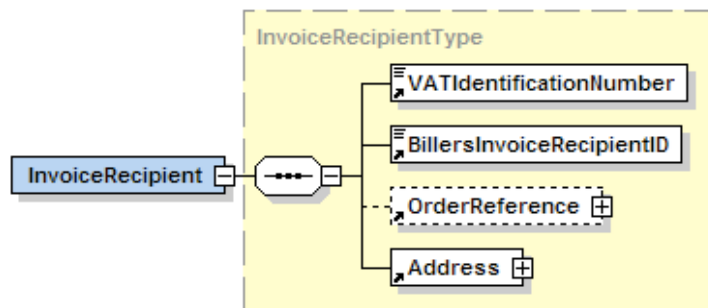 InvoiceRecipientType
VATIdentificationNumber
BillersInvoiceRecipientID
InvoiceRecipient
OrderReference
Address